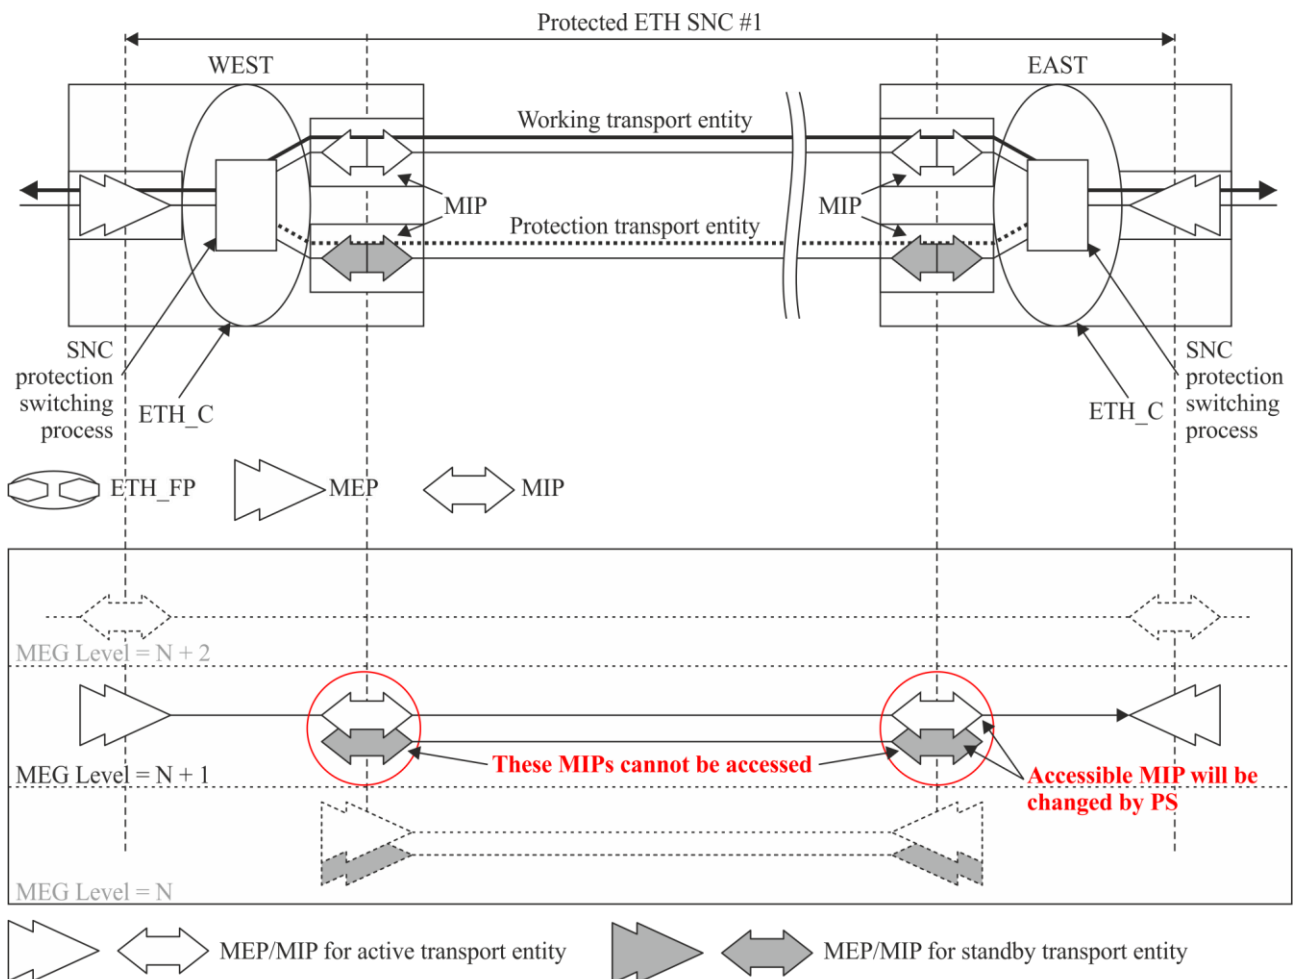 Protected ETH SNC #1
WEST
EAST
Working transport entity
MIP
MIP
Protection transport entity
SNC
protection
switching
process
ETH_C
ETH_C
SNC
protection
switching
process
ETH_FP
MEP
MIP
MEG Level = N + 2
These MIPs cannot be accessed
MEG Level = N + 1
Accessible MIP will be
changed by PS
MEG Level = N
MEP/MIP for active transport entity
MEP/MIP for standby transport entity